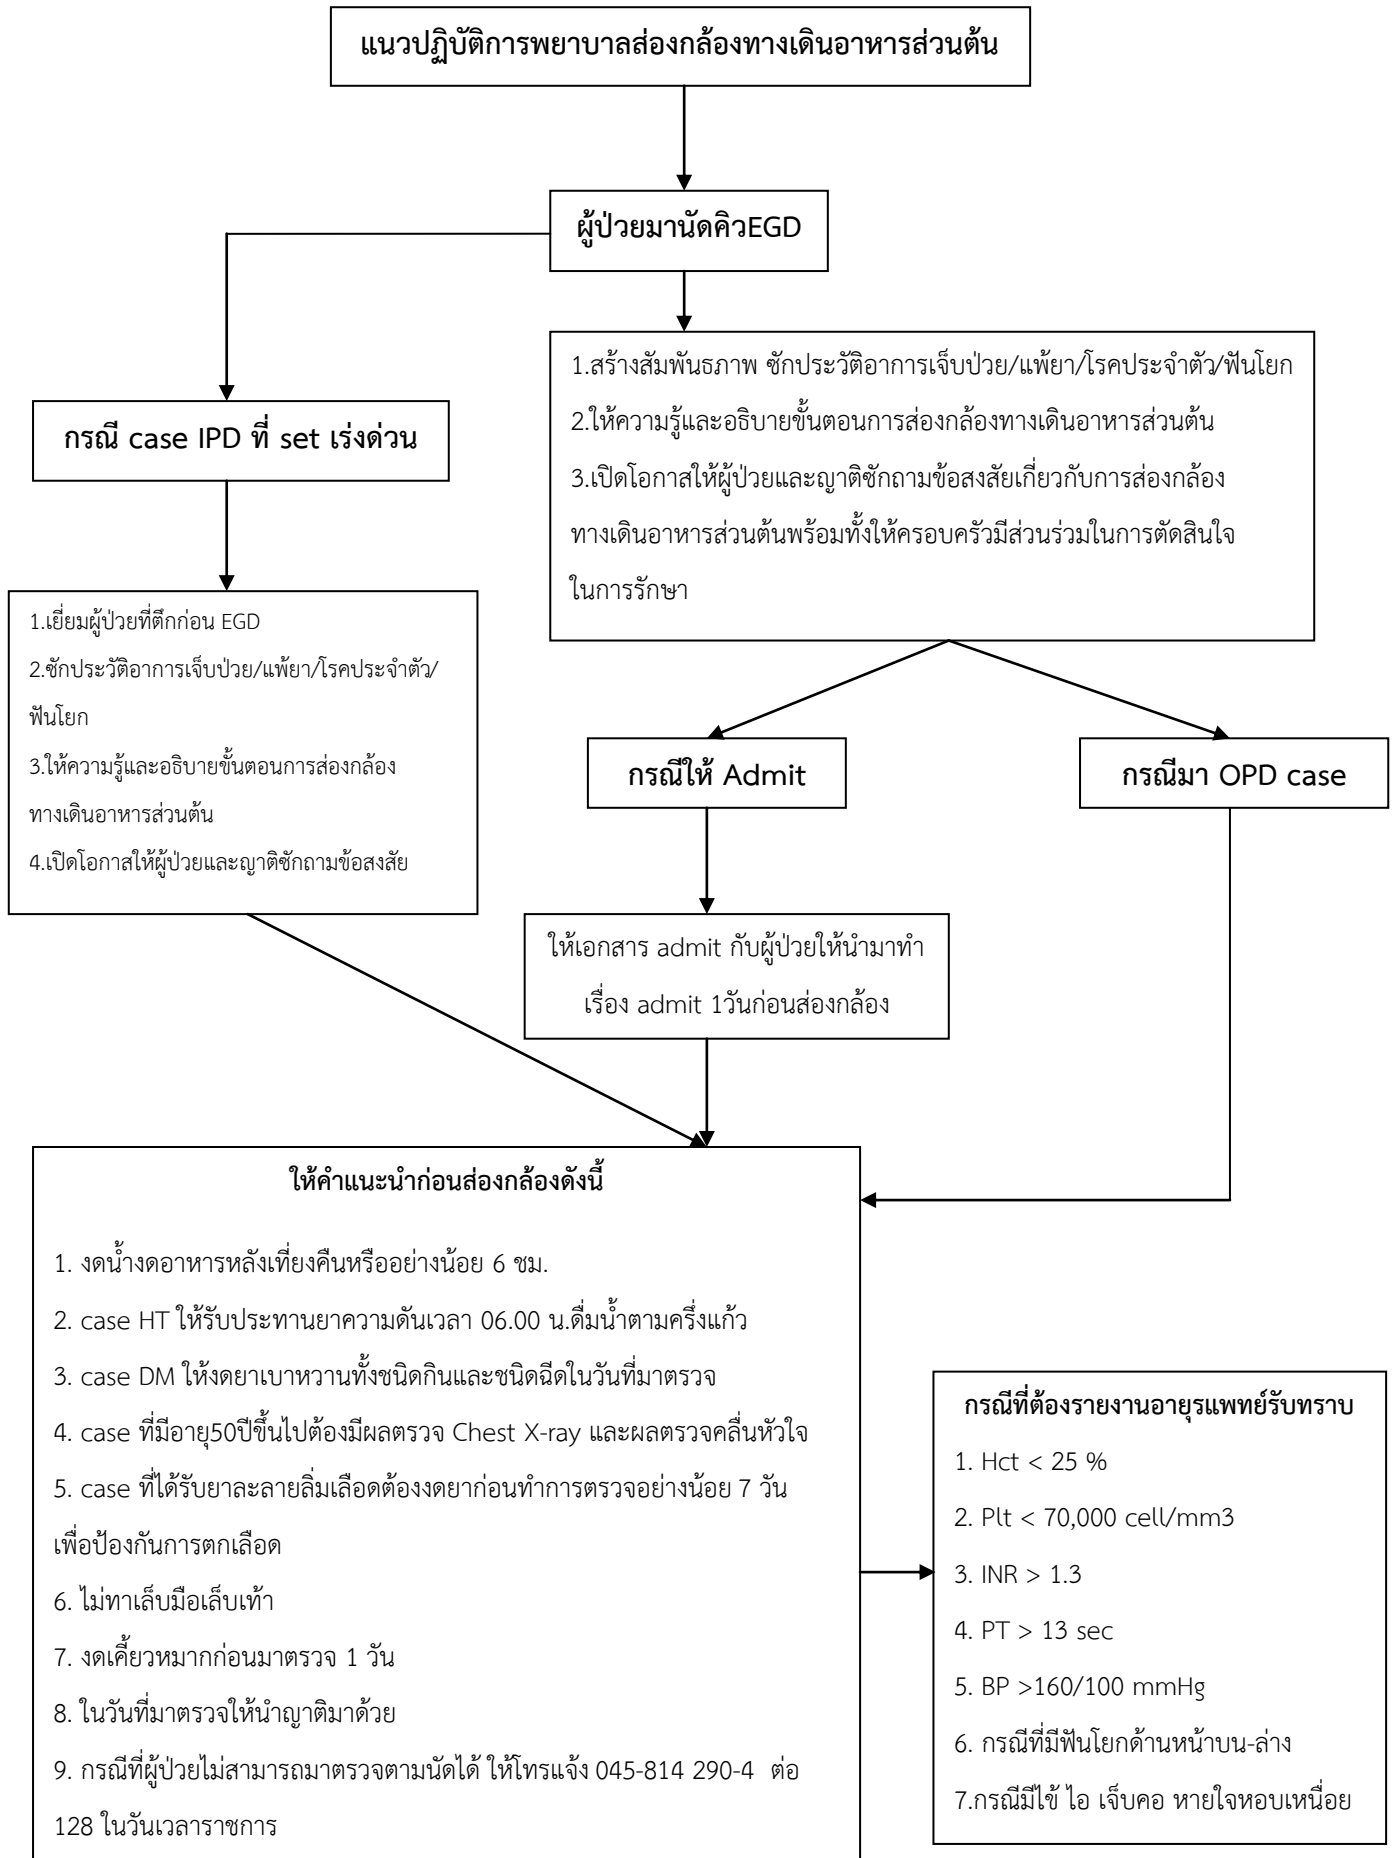 แนวปฏิบัติการพยาบาลส่องกล้องทางเดินอาหารส่วนต้น
ผู้ป่วยมานัดคิวEGD
กรณี case IPD ที่ set เร่งด่วน
1.เยี่ยมผู้ป่วยที่ตึกก่อน EGD
2.ซักประวัติอาการเจ็บป่วย/แพ้ยา/โรคประจำตัว/
ฟันโยก
3.ให้ความรู้และอธิบายขั้นตอนการส่องกล้อง
ทางเดินอาหารส่วนต้น
4.เปิดโอกาสให้ผู้ป่วยและญาติซักถามข้อสงสัย
1.สร้างสัมพันธภาพ ซักประวัติอาการเจ็บป่วย/แพ้ยา/โรคประจำตัว/ฟันโยก
2.ให้ความรู้และอธิบายขั้นตอนการส่องกล้องทางเดินอาหารส่วนต้น
3.เปิดโอกาสให้ผู้ป่วยและญาติซักถามข้อสงสัยเกี่ยวกับการส่องกล้อง
ทางเดินอาหารส่วนต้นพร้อมทั้งให้ครอบครัวมีส่วนร่วมในการตัดสินใจ
ในการรักษา
กรณีให้ Admit
กรณีมา OPD case
ให้เอกสาร admit กับผู้ป่วยให้นำมาทำ
เรื่อง admit 1วันก่อนส่องกล้อง
ให้คำแนะนำก่อนส่องกล้องดังนี้
1. งดน้ำงดอาหารหลังเที่ยงคืนหรืออย่างน้อย 6 ชม.
2. case HT ให้รับประทานยาความดันเวลา 06.00 น.ดื่มน้ำตามครึ่งแก้ว
3. case DM ให้งดยาเบาหวานทั้งชนิดกินและชนิดฉีดในวันที่มาตรวจ
4. case ที่มีอายุ50ปีขึ้นไปต้องมีผลตรวจ Chest X-ray และผลตรวจคลื่นหัวใจ
5. case ที่ได้รับยาละลายลิ่มเลือดต้องงดยาก่อนทำการตรวจอย่างน้อย 7 วัน
เพื่อป้องกันการตกเลือด
6. ไม่ทาเล็บมือเล็บเท้า
7. งดเคี้ยวหมากก่อนมาตรวจ 1 วัน
8. ในวันที่มาตรวจให้นำญาติมาด้วย
9. กรณีที่ผู้ป่วยไม่สามารถมาตรวจตามนัดได้ ให้โทรแจ้ง 045-814 290-4 ต่อ
128 ในวันเวลาราชการ
กรณีที่ต้องรายงานอายุรแพทย์รับทราบ
1. Hct < 25 %
2. Plt < 70,000 cell/mm3
3. INR > 1.3
4. PT > 13 sec
5. BP >160/100 mmHg
6. กรณีที่มีฟันโยกด้านหน้าบน-ล่าง
7.กรณีมีไข้ ไอ เจ็บคอ หายใจหอบเหนื่อย